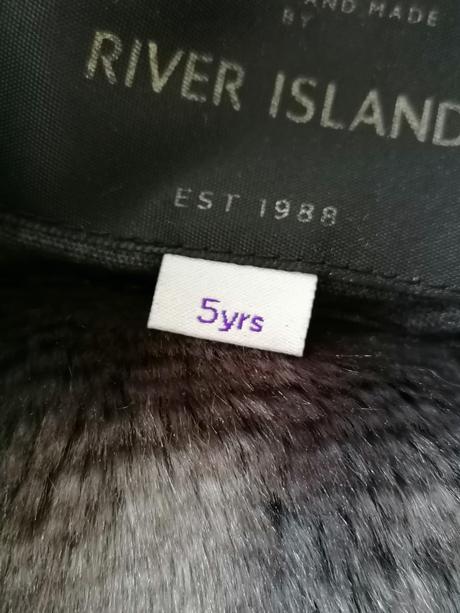 AND MADE
BY
RIVER ISLAND
EST 1988
5yrs